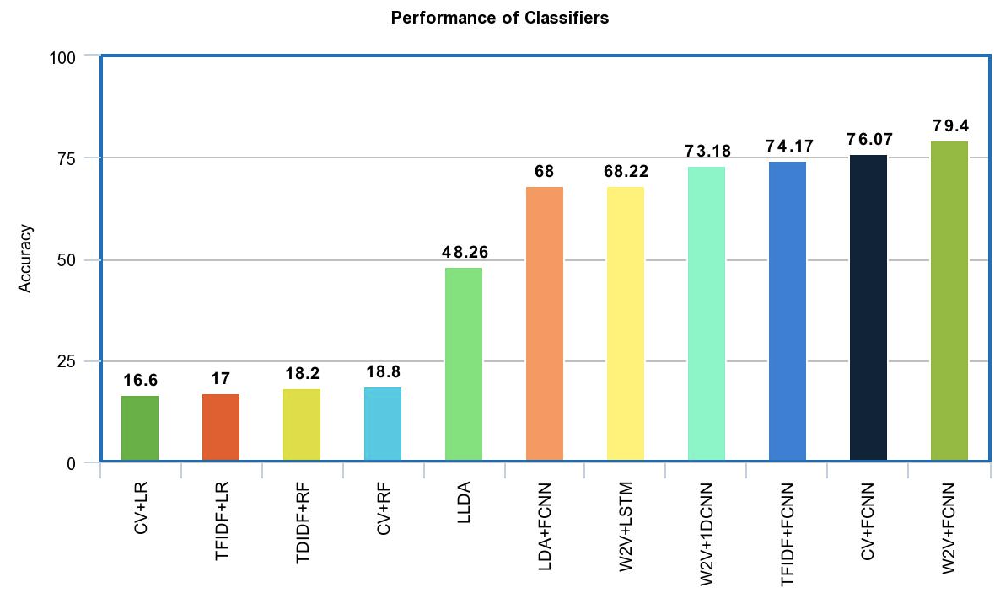 Performance of Classifiers
100
75
50
25
0
Accuracy
16.6
17
18.2
18.8
48.26
68
68.22
73.18
74.17
76.07
79.4
CV+LR
TFIDF+LR
TDIDF+RF
CV+RF
LLDA
LDA+FCNN
W2V+LSTM
W2V+1DCNN
TFIDF+FCNN
CV+FCNN
W2V+FCNN